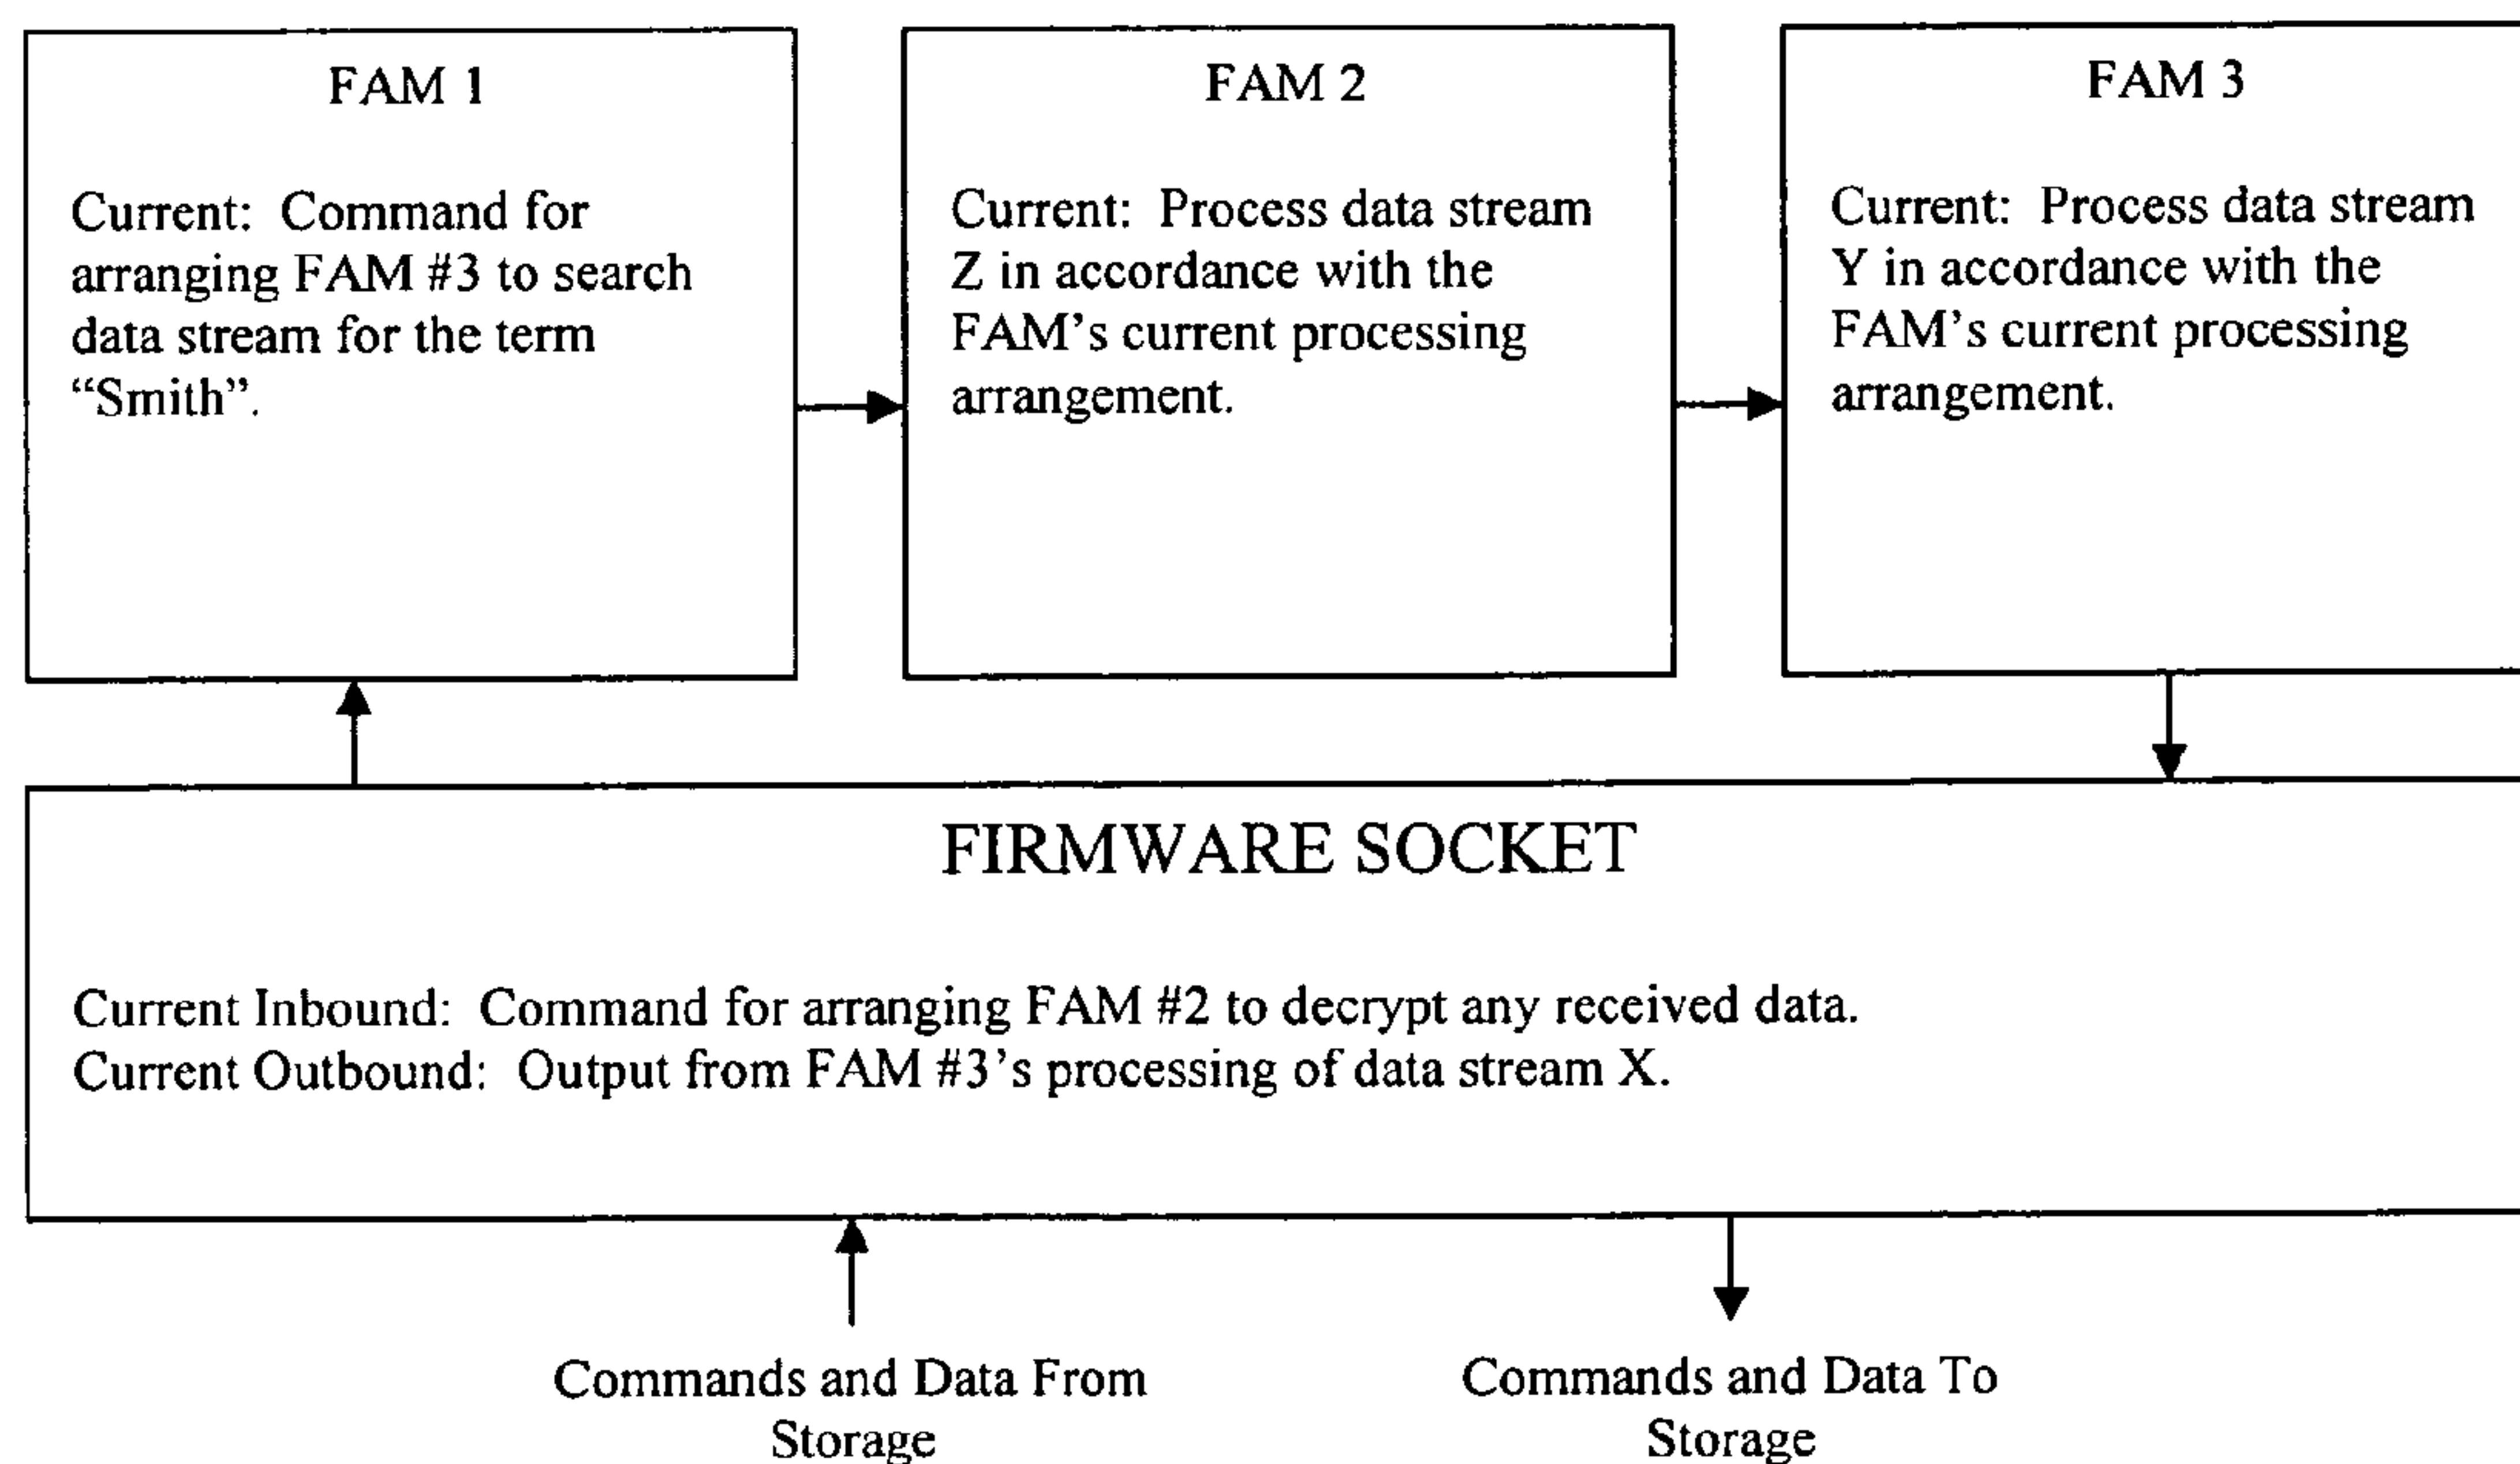 FAM 1
Current: Command for
arranging FAM #3 to search
data stream for the term
“Smith”.
FAM 2
Current: Process data stream
Z in accordance with the
FAM’s current processing
arrangement.
FAM 3
Current: Process data stream
Y in accordance with the
FAM’s current processing
arrangement.
FIRMWARE SOCKET
Current Inbound: Command for arranging FAM #2 to decrypt any received data.
Current Outbound: Output from FAM #3’s processing of data stream X.
Commands and Data From
Storage
Commands and Data To
Storage